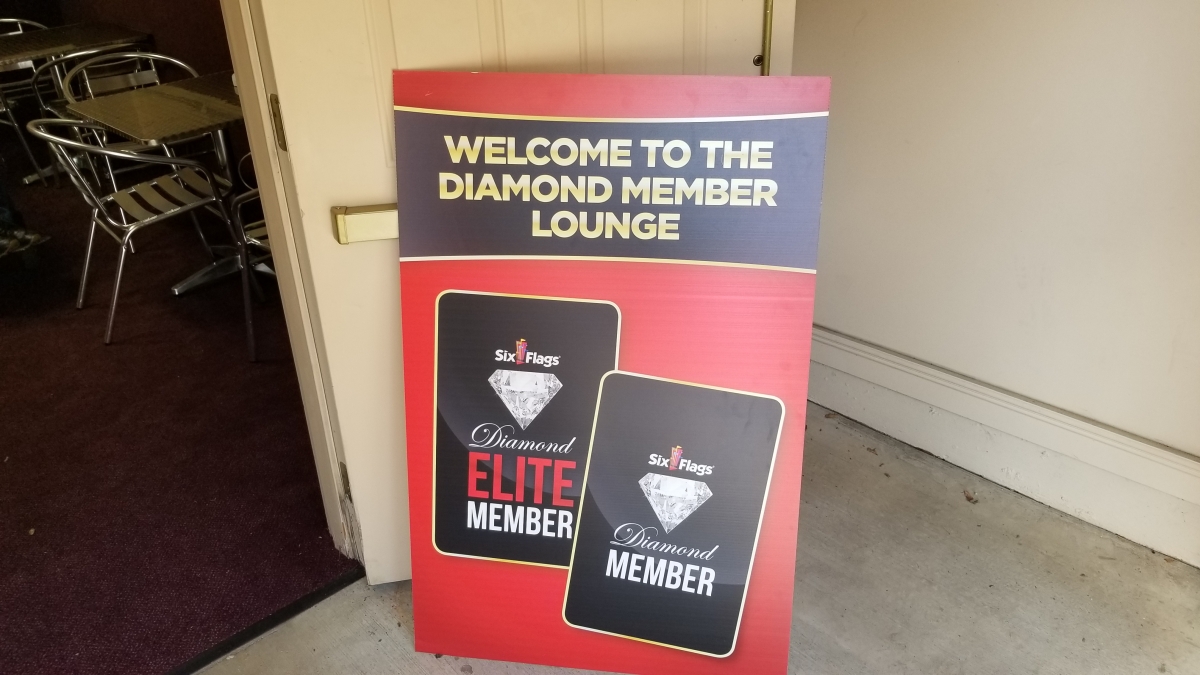 WELCOME TO THE
DIAMOND MEMBER
LOUNGE
Six Flags
Diamond
ELITE
MEMBER
Six Flags
Diamond
MEMBER